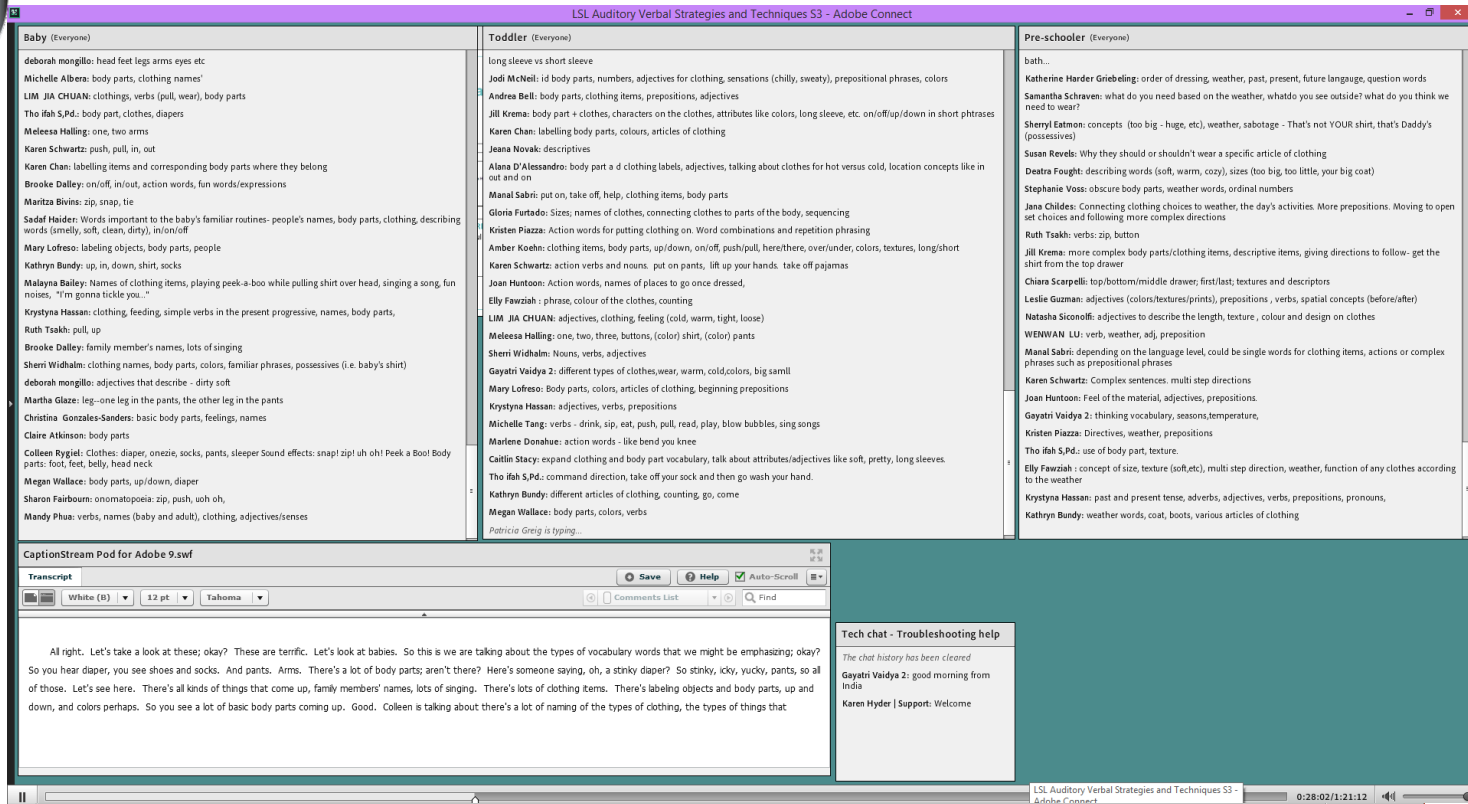 LSL Auditory Verbal Strategies and Techniques S3 - Adobe Connect
Baby (Everyone)
deborah mongillo: head feet legs arms eyes etc
Michelle Albera: body parts, clothing names'
LIM JIA CHUAN: clothings, verbs (pull, wear), body parts
Tho ifah S,Pd.: body part, clothes, diapers
Meleesa Halling: one, two arms
Karen Schwartz: push, pull, in, out
Karen Chan: labelling items and corresponding body parts where they belong
Brooke Dalley: on/off, in/out, action words, fun words/expressions
Maritza Bivins: zip, snap, tie
Sadaf Haider: Words important to the baby's familiar routines- people's names, body parts, clothing, describing
words (smelly, soft, clean, dirty), in/on/off
Mary Lofreso: labeling objects, body parts, people
Kathryn Bundy: up, in, down, shirt, socks
Malayna Bailey: Names of clothing items, playing peek-a-boo while pulling shirt over head, singing a song, fun
noises, "I'm gonna tickle you..."
Krystyna Hassan: clothing, feeding, simple verbs in the present progressive, names, body parts,
Ruth Tsakh: pull, up
Brooke Dalley: family member's names, lots of singing
Sherri Widhalm: clothing names, body parts, colors, familiar phrases, possessives (i.e. baby's shirt)
deborah mongillo: adjectives that describe - dirty soft
Martha Glaze: leg--one leg in the pants, the other leg in the pants
Christina Gonzales-Sanders: basic body parts, feelings, names
Claire Atkinson: body parts
Colleen Rygiel: Clothes: diaper, onezie, socks, pants, sleeper Sound effects: snap! zip! uh oh! Peek a Boo! Body
parts: foot, feet, belly, head neck
Megan Wallace: body parts, up/down, diaper
Sharon Fairbourn: onomatopoeia: zip, push, uoh oh,
Mandy Phua: verbs, names (baby and adult), clothing, adjectives/senses
Toddler (Everyone)
long sleeve vs short sleeve
Jodi McNeil: id body parts, numbers, adjectives for clothing, sensations (chilly, sweaty), prepositional phrases, colors
Andrea Bell: body parts, clothing items, prepositions, adjectives
Jill Krema: body part + clothes, characters on the clothes, attributes like colors, long sleeve, etc. on/off/up/down in short phtrases
Karen Chan: labelling body parts, colours, articles of clothing
Jeana Novak: descriptives
Alana D'Alessandro: body part a d clothing labels, adjectives, talking about clothes for hot versus cold, location concepts like in
out and on
Manal Sabri: put on, take off, help, clothing items, body parts
Gloria Furtado: Sizes; names of clothes, connecting clothes to parts of the body, sequencing
Kristen Piazza: Action words for putting clothing on. Word combinations and repetition phrasing
Amber Koehn: clothing items, body parts, up/down, on/off, push/pull, here/there, over/under, colors, textures, long/short
Karen Schwartz: action verbs and nouns. put on pants, lift up your hands. take off pajamas
Joan Huntoon: Action words, names of places to go once dressed,
Elly Fawziah : phrase, colour of the clothes, counting
LIM JIA CHUAN: adjectives, clothing, feeling (cold, warm, tight, loose)
Meleesa Halling: one, two, three, buttons, (color) shirt, (color) pants
Sherri Widhalm: Nouns, verbs, adjectives
Gayatri Vaidya 2: different types of clothes,wear, warm, cold,colors, big samll
Mary Lofreso: Body parts, colors, articles of clothing, beginning prepositions
Krystyna Hassan: adjectives, verbs, prepositions
Michelle Tang: verbs - drink, sip, eat, push, pull, read, play, blow bubbles, sing songs
Marlene Donahue: action words - like bend you knee
Caitlin Stacy: expand clothing and body part vocabulary, talk about attributes/adjectives like soft, pretty, long sleeves.
Tho ifah S,Pd.: command direction, take off your sock and then go wash your hand.
Kathryn Bundy: different articles of clothing, counting, go, come
Megan Wallace: body parts, colors, verbs
Patricia Greig is typing...
Pre-schooler (Everyone)
bath...
Katherine Harder Griebeling: order of dressing, weather, past, present, future langauge, question words
Samantha Schraven: what do you need based on the weather, whatdo you see outside? what do you think we
need to wear?
Sherryl Eatmon: concepts (too big - huge, etc), weather, sabotage - That's not YOUR shirt, that's Daddy's
(possessives)
Susan Revels: Why they should or shouldn't wear a specific article of clothing
Deatra Fought: describing words (soft, warm, cozy), sizes (too big, too little, your big coat)
Stephanie Voss: obscure body parts, weather words, ordinal numbers
Jana Childes: Connecting clothing choices to weather, the day's activities. More prepositions. Moving to open
set choices and following more complex directions
Ruth Tsakh: verbs: zip, button
Jill Krema: more complex body parts/clothing items, descriptive items, giving directions to follow- get the
shirt from the top drawer
Chiara Scarpelli: top/bottom/middle drawer; first/last; textures and descriptors
Leslie Guzman: adjectives (colors/textures/prints), prepositions , verbs, spatial concepts (before/after)
Natasha Siconolfi: adjectives to describe the length, texture , colour and design on clothes
WENWAN LU: verb, weather, adj, preposition
Manal Sabri: depending on the language level, could be single words for clothing items, actions or complex
phrases such as prepositional phrases
Karen Schwartz: Complex sentences. multi step directions
Joan Huntoon: Feel of the material, adjectives, prepositions.
Gayatri Vaidya 2: thinking vocabulary, seasons,temperature,
Kristen Piazza: Directives, weather, prepositions
Tho ifah S,Pd.: use of body part, texture.
Elly Fawziah : concept of size, texture (soft,etc), multi step direction, weather, function of any clothes according
to the weather
Krystyna Hassan: past and present tense, adverbs, adjectives, verbs, prepositions, pronouns,
Kathryn Bundy: weather words, coat, boots, various articles of clothing
CaptionStream Pod for Adobe 9.swf
Transcript
Save
Help
Auto-Scroll
White (B)
12 pt
Tahoma
Comments List
Find
All right. Let's take a look at these; okay? These are terrific. Let's look at babies. So this is we are talking about the types of vocabulary words that we might be emphasizing; okay?
So you hear diaper, you see shoes and socks. And pants. Arms. There's a lot of body parts; aren't there? Here's someone saying, oh, a stinky diaper? So stinky, icky, yucky, pants, so all
of those. Let's see here. There's all kinds of things that come up, family members' names, lots of singing. There's lots of clothing items. There's labeling objects and body parts, up and
down, and colors perhaps. So you see a lot of basic body parts coming up. Good. Colleen is talking about there's a lot of naming of the types of clothing, the types of things that
Tech chat - Troubleshooting help
The chat history has been cleared
Gayatri Vaidya 2: good morning from
India
Karen Hyder | Support: Welcome
LSL Auditory Verbal Strategies and Techniques S3 -
Adobe Connect
0:28:02/1:21:12